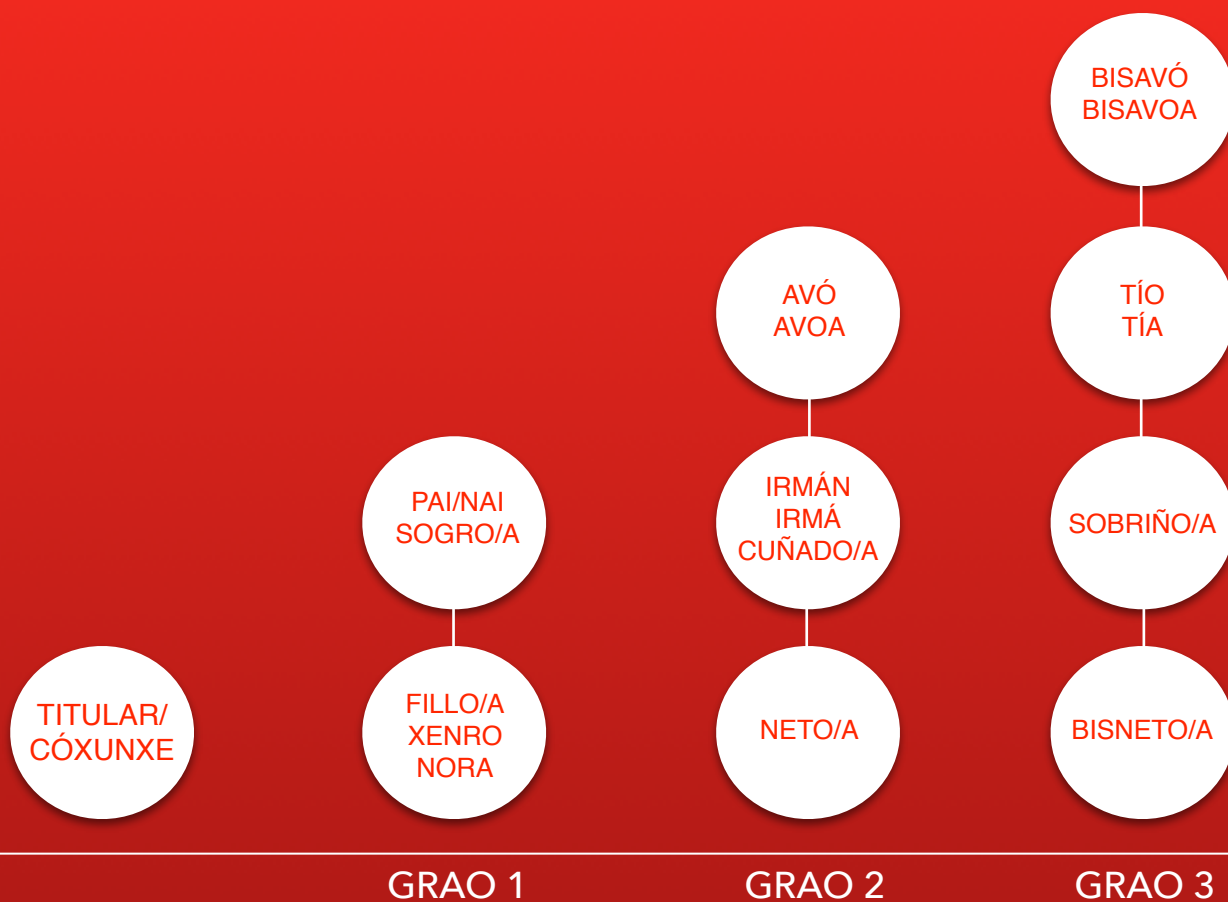 BISAVÓ
BISAVOA
AVÓ
AVOA
TÍO
TÍA
PAI/NAI
SOGRO/A
IRMÁN
IRMÁ
CUÑADO/A
SOBRIÑO/A
TITULAR/
CÓXUNXE
FILLO/A
XENRO
NORA
NETO/A
BISNETO/A
GRAO 1
GRAO 2
GRAO 3